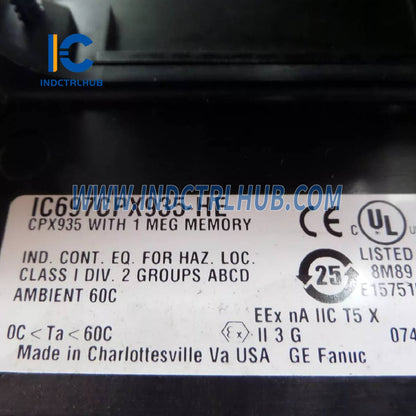 INDCTRLHUB
WWW.INDCTRLHUB.COM
IC697CPX935-HE
CPX935 WITH 1 MEG MEMORY
IND. CONT. EQ. FOR HAZ. LOC.
CLASS I DIV. 2 GROUPS ABCD
AMBIENT 60C
CE
C UL
LISTED
8M89
E15751
25
EEx nA IIC T5 X
0C<Ta<60C
Ex II 3 G
074
Made in Charlottesville Va USA GE Fanuc